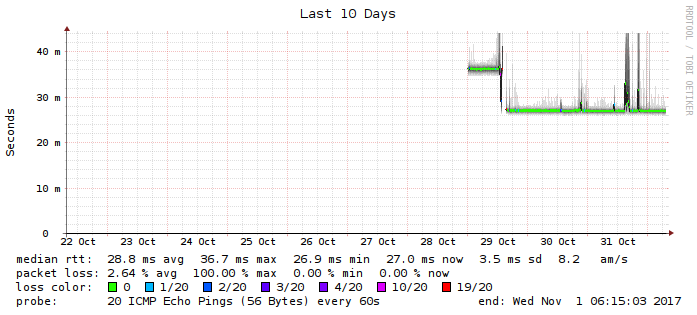 Last 10 Days
RRDTOOL / TOBI OETIKER
Seconds
40 m
30 m
20 m
10 m
0
22 Oct 23 Oct 24 Oct 25 Oct 26 Oct 27 Oct 28 Oct 29 Oct 30 Oct 31 Oct
median rtt: 28.8 ms avg 36.7 ms max 26.9 ms min 27.0 ms now 3.5 ms sd 8.2 am/s
packet loss: 2.64 % avg 100.00 % max 0.00 % min 0.00 % now
loss color: 0 1/20 2/20 3/20 4/20 10/20 19/20
probe: 20 ICMP Echo Pings (56 Bytes) every 60s end: Wed Nov 1 06:15:03 2017